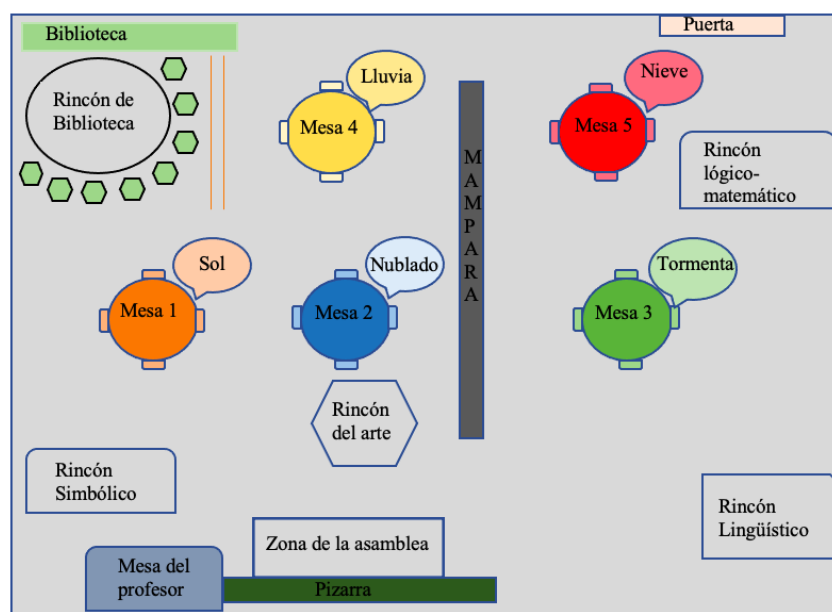 Puerta
Biblioteca
Lluvia
Nieve
Rincón de
Biblioteca
Mesa 4
MAMPARA
Mesa 5
Rincón
lógico-
matemático
Sol
Nublado
Tormenta
Mesa 1
Mesa 2
Mesa 3
Rincón
del arte
Rincón
Simbólico
Rincón
Lingüístico
Zona de la asamblea
Mesa del
profesor
Pizarra